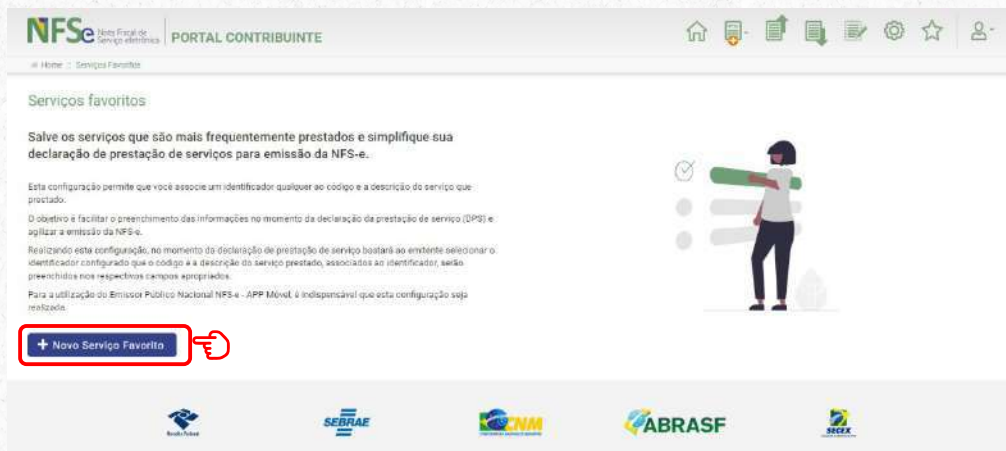 NFSe Nota Fiscal de
Serviço eletrônica
PORTAL CONTRIBUINTE
Home :: Serviços Favoritos
Serviços favoritos
Salve os serviços que são mais frequentemente prestados e simplifique sua
declaração de prestação de serviços para emissão da NFS-e.
Esta configuração permite que você associe um identificador qualquer ao código e a descrição do serviço que
prestado.
O objetivo é facilitar o preenchimento das informações no momento da declaração da prestação de serviço (DPS) e
agilizar a emissão da NFS-e.
Realizando esta configuração, no momento da declaração de prestação de serviço bastará ao emitente selecionar o
identificador configurado que o código e a descrição do serviço prestado, associados ao identificador, serão
preenchidos nos respectivos campos apropriados.
Para a utilização do Emissor Público Nacional NFS-e - APP Móvel, é indispensável que esta configuração seja
realizada.
+ Novo Serviço Favorito
Receita Federal
SEBRAE
CNM
ABRASF
SECEX